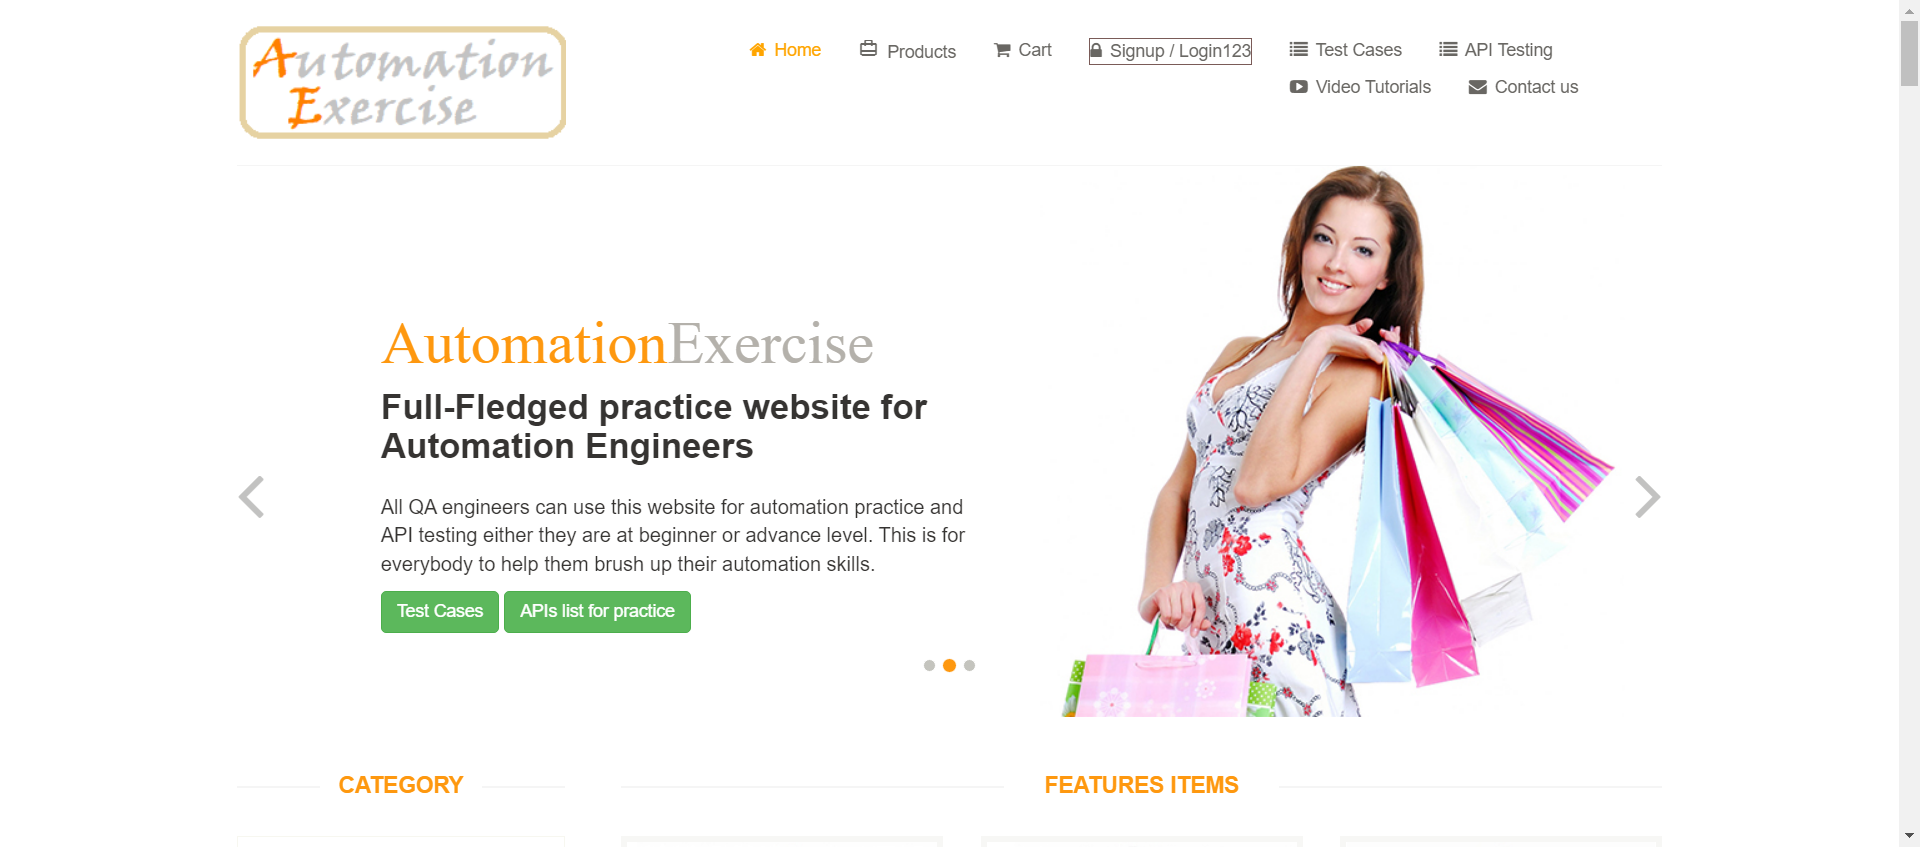 Automation
Exercise
Home
Products
Cart
Signup / Login123
Test Cases
API Testing
Video Tutorials
Contact us
AutomationExercise
Full-Fledged practice website for
Automation Engineers
All QA engineers can use this website for automation practice and
API testing either they are at beginner or advance level. This is for
everybody to help them brush up their automation skills.
Test Cases
APIs list for practice
CATEGORY
FEATURES ITEMS